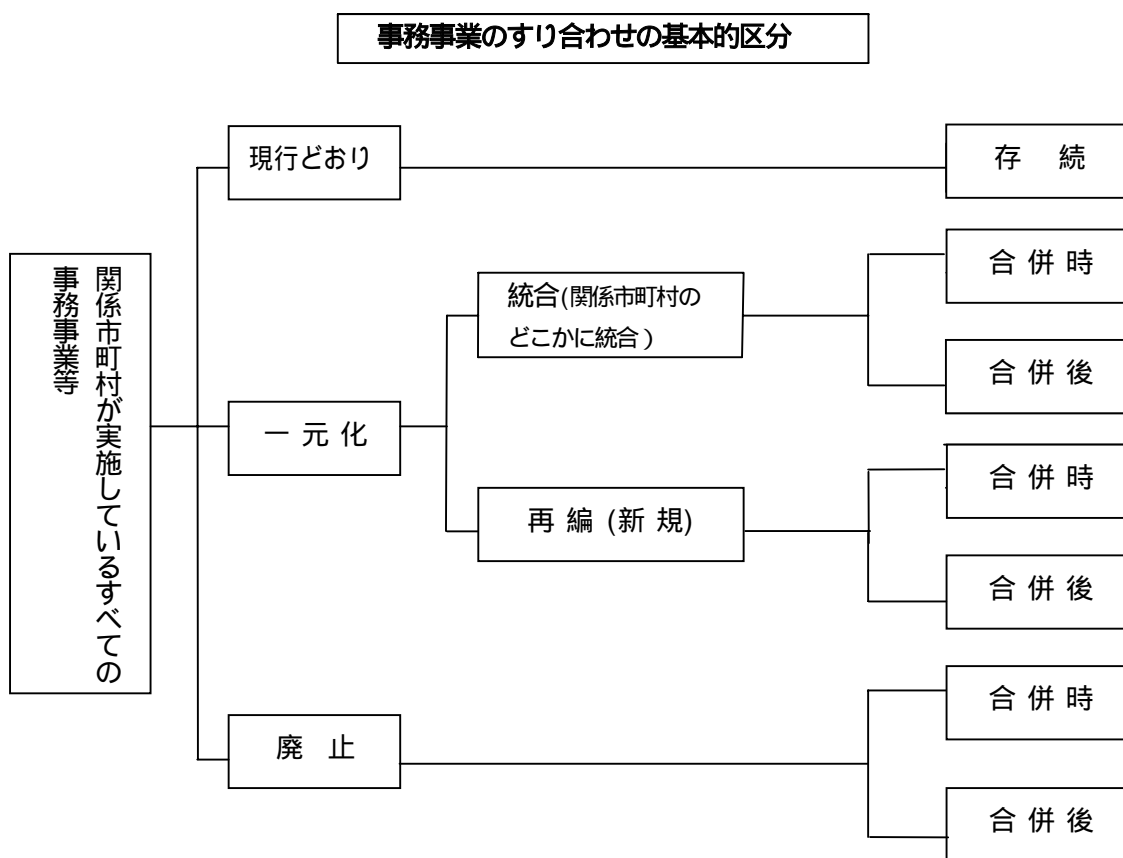 事務事業のすり合わせの基本的区分
関係市町村が実施しているすべての
事務事業等
現行どおり
存 続
一 元 化
統合(関係市町村の
どこかに統合)
合 併 時
合 併 後
再 編 (新 規)
合 併 時
合 併 後
廃 止
合 併 時
合 併 後